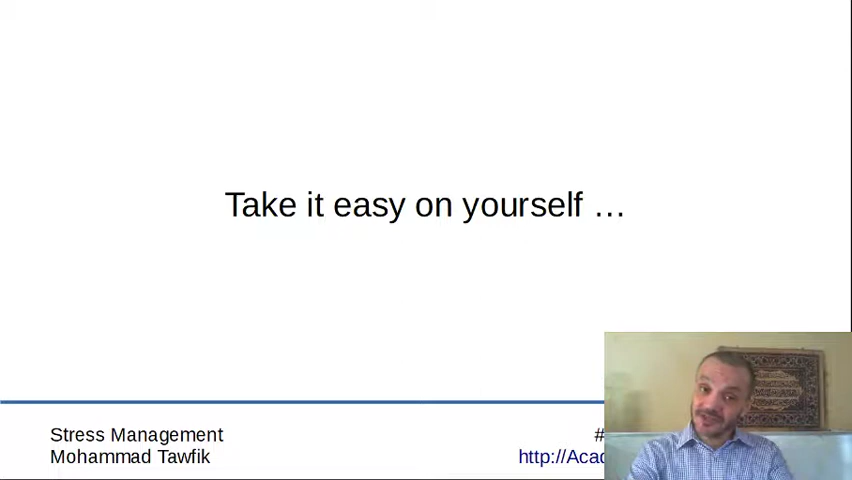 Take it easy on yourself …
Stress Management
#
Mohammad Tawfik
http://Acad